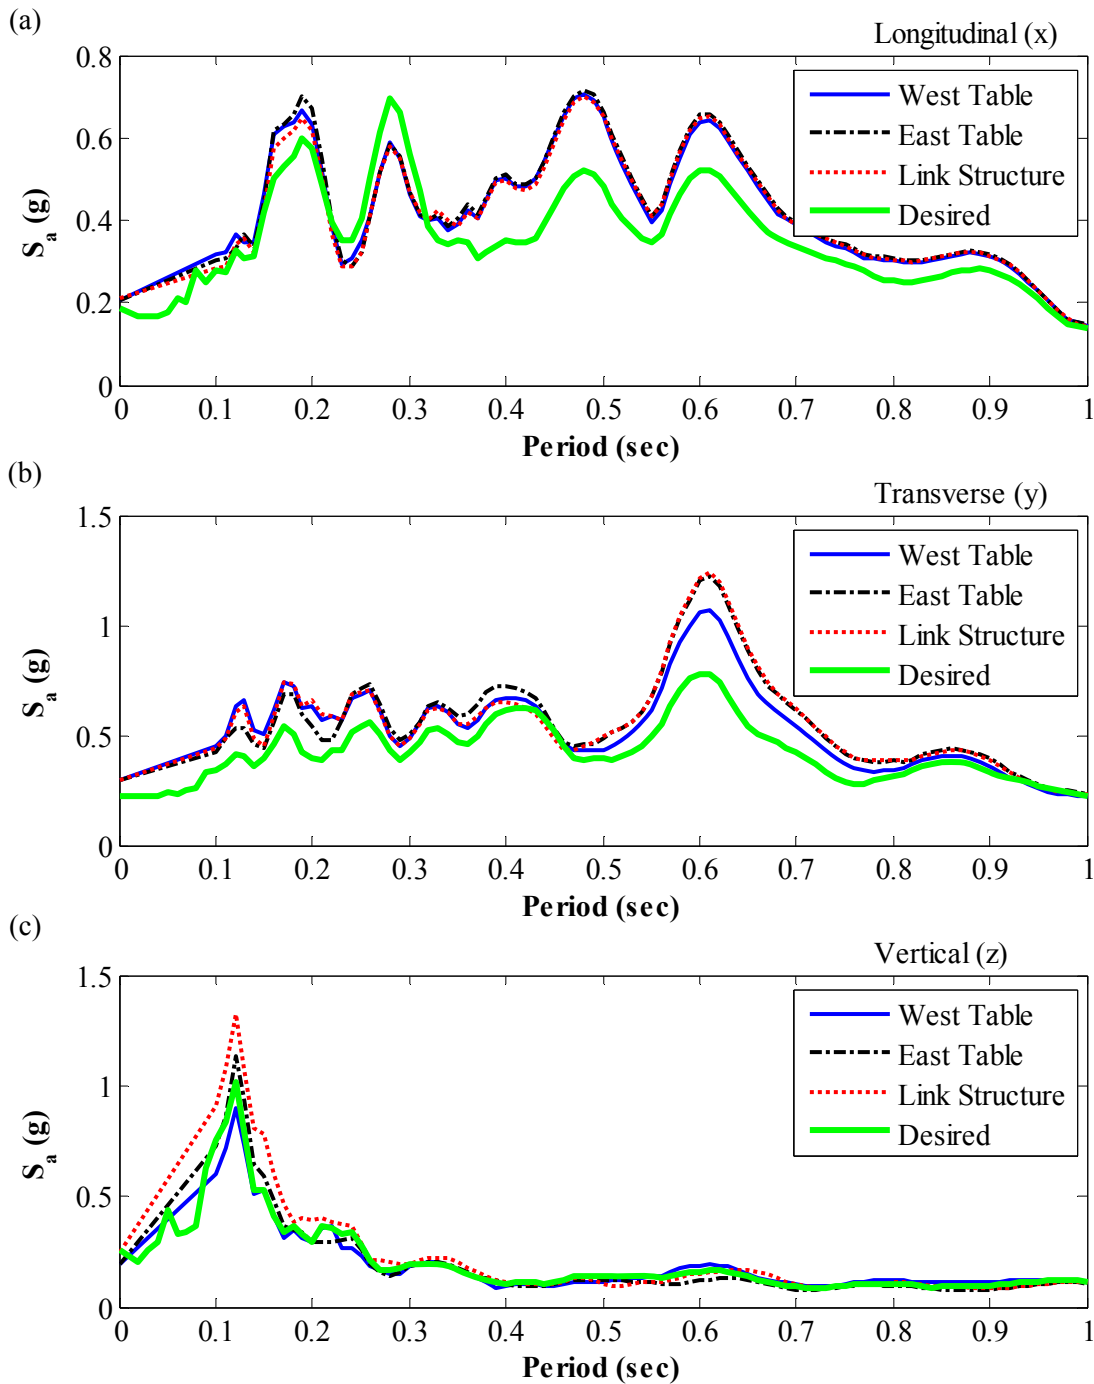 (a)
Longitudinal (x)
0.8
0.6
0.4
0.2
0
S_a (g)
West Table
East Table
Link Structure
Desired
0 0.1 0.2 0.3 0.4 0.5 0.6 0.7 0.8 0.9 1
Period (sec)
(b)
Transverse (y)
1.5
1
0.5
0
S_a (g)
West Table
East Table
Link Structure
Desired
0 0.1 0.2 0.3 0.4 0.5 0.6 0.7 0.8 0.9 1
Period (sec)
(c)
Vertical (z)
1.5
1
0.5
0
S_a (g)
West Table
East Table
Link Structure
Desired
0 0.1 0.2 0.3 0.4 0.5 0.6 0.7 0.8 0.9 1
Period (sec)